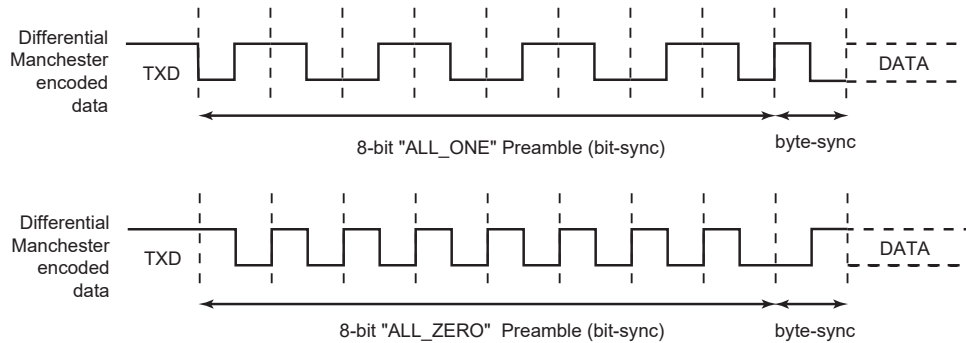 Differential
Manchester
encoded
data
TXD
DATA
8-bit "ALL_ONE" Preamble (bit-sync)
byte-sync
Differential
Manchester
encoded
data
TXD
DATA
8-bit "ALL_ZERO" Preamble (bit-sync)
byte-sync